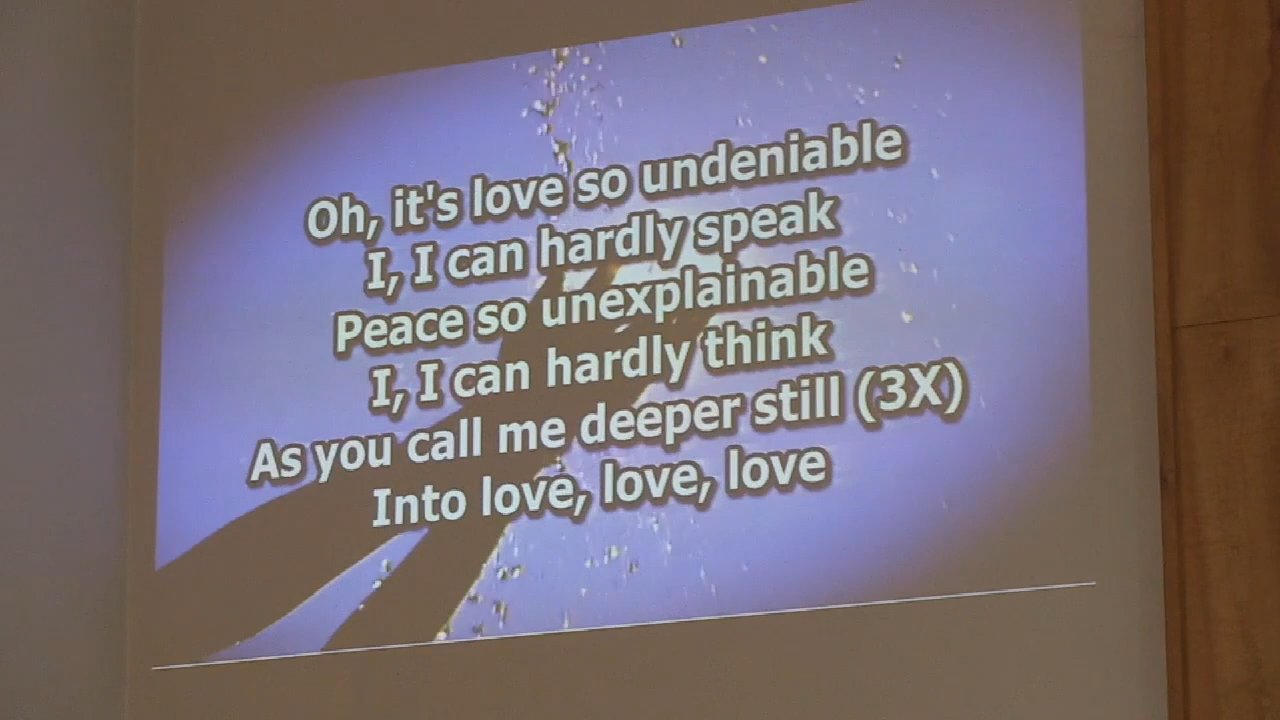 Oh, it's love so undeniable
I, I can hardly speak
Peace so unexplainable
I, I can hardly think
As you call me deeper still (3X)
Into love, love, love